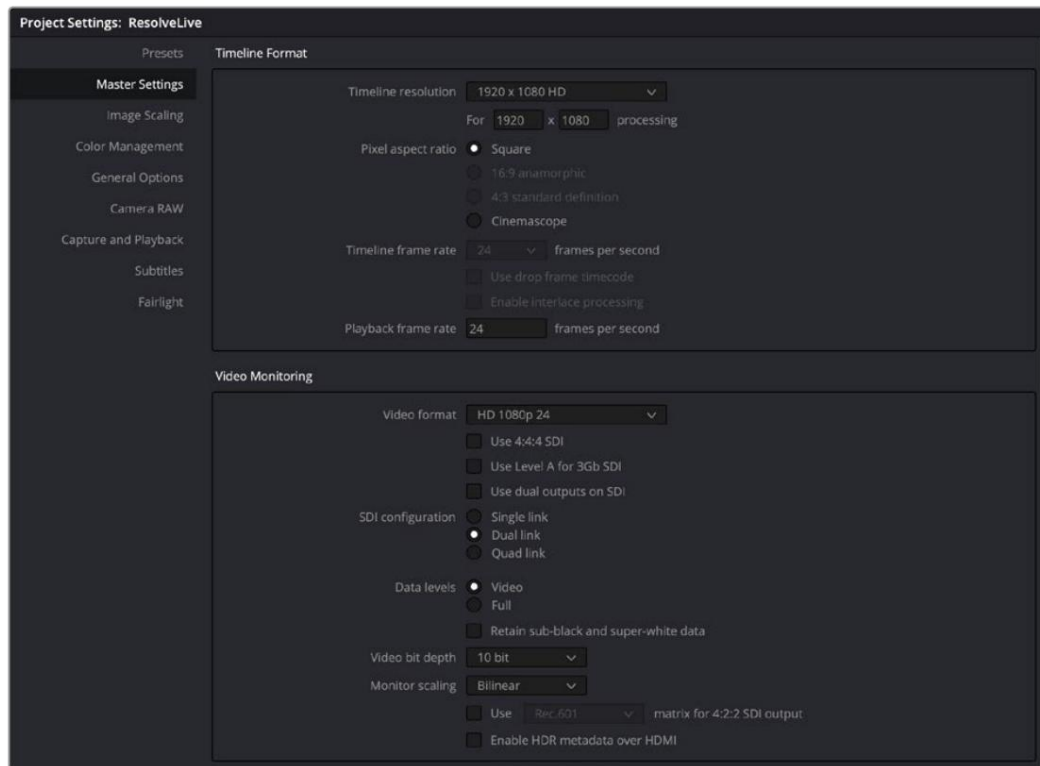 Project Settings: ResolveLive
Presets
Master Settings
Image Scaling
Color Management
General Options
Camera RAW
Capture and Playback
Subtitles
Fairlight
Timeline Format
Timeline resolution 1920 x 1080 HD
For 1920 x 1080 processing
Pixel aspect ratio Square
16:9 anamorphic
4:3 standard definition
Cinemascope
Timeline frame rate 24 frames per second
Use drop frame timecode
Enable interlace processing
Playback frame rate 24 frames per second
Video Monitoring
Video format HD 1080p 24
Use 4:4:4 SDI
Use Level A for 3Gb SDI
Use dual outputs on SDI
SDI configuration Single link
Dual link
Quad link
Data levels Video
Full
Retain sub-black and super-white data
Video bit depth 10 bit
Monitor scaling Bilinear
Use Rec.601 matrix for 4:2:2 SDI output
Enable HDR metadata over HDMI